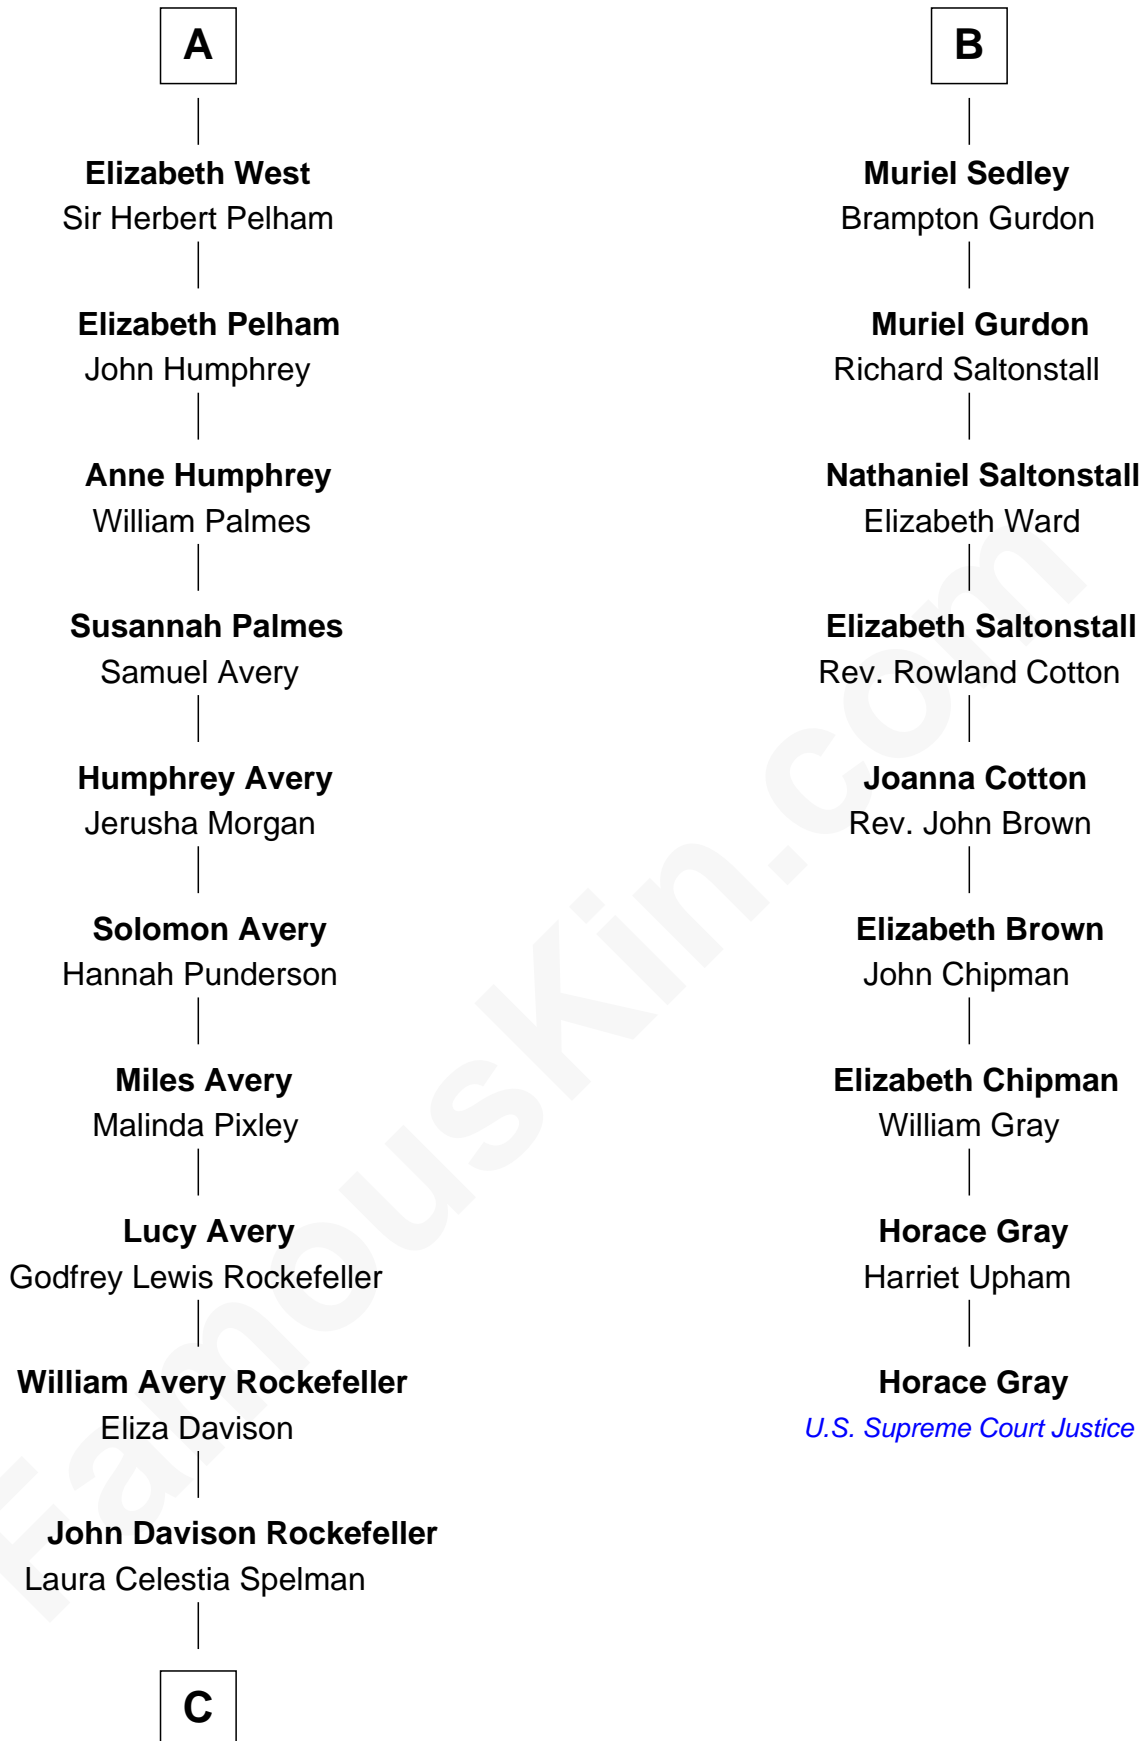 A
Elizabeth West
Sir Herbert Pelham
Elizabeth Pelham
John Humphrey
Anne Humphrey
William Palmes
Susannah Palmes
Samuel Avery
Humphrey Avery
Jerusha Morgan
Solomon Avery
Hannah Punderson
Miles Avery
Malinda Pixley
Lucy Avery
Godfrey Lewis Rockefeller
William Avery Rockefeller
Eliza Davison
John Davison Rockefeller
Laura Celestia Spelman
C
B
Muriel Sedley
Brampton Gurdon
Muriel Gurdon
Richard Saltonstall
Nathaniel Saltonstall
Elizabeth Ward
Elizabeth Saltonstall
Rev. Rowland Cotton
Joanna Cotton
Rev. John Brown
Elizabeth Brown
John Chipman
Elizabeth Chipman
William Gray
Horace Gray
Harriet Upham
Horace Gray
U.S. Supreme Court Justice
FamousKin.com